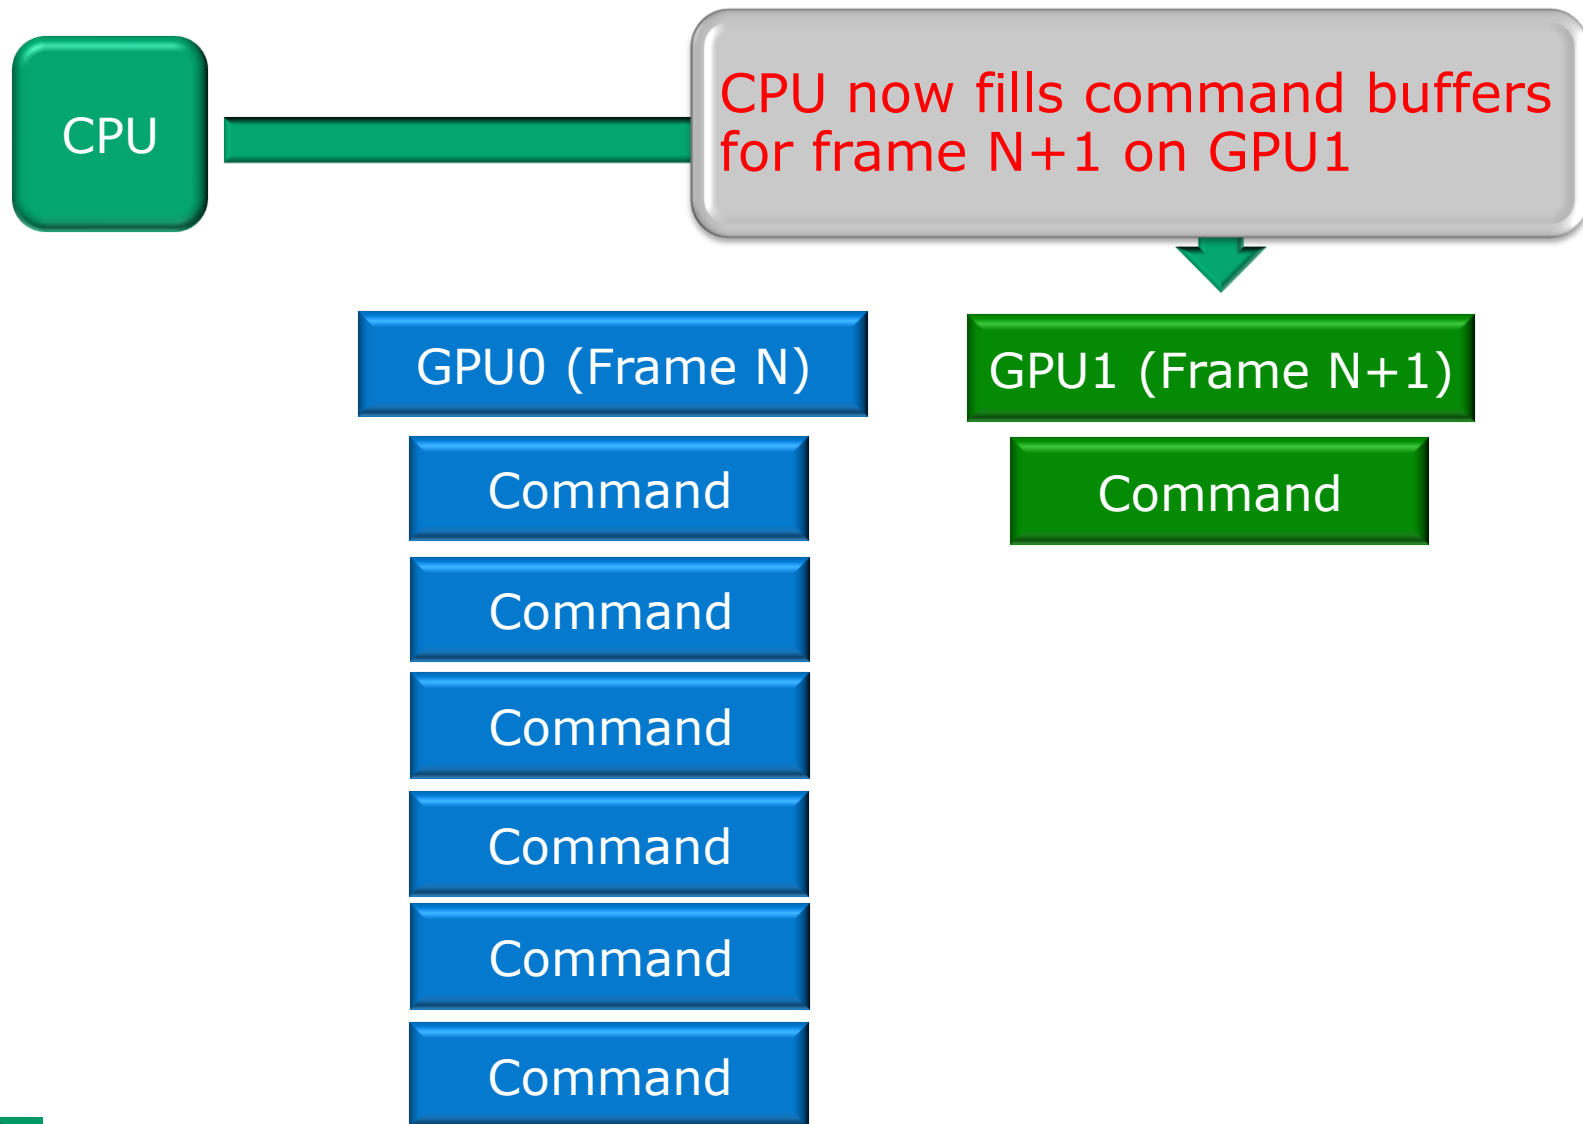 CPU
CPU now fills command buffers
for frame N+1 on GPU1
GPU0 (Frame N)
GPU1 (Frame N+1)
Command
Command
Command
Command
Command
Command
Command